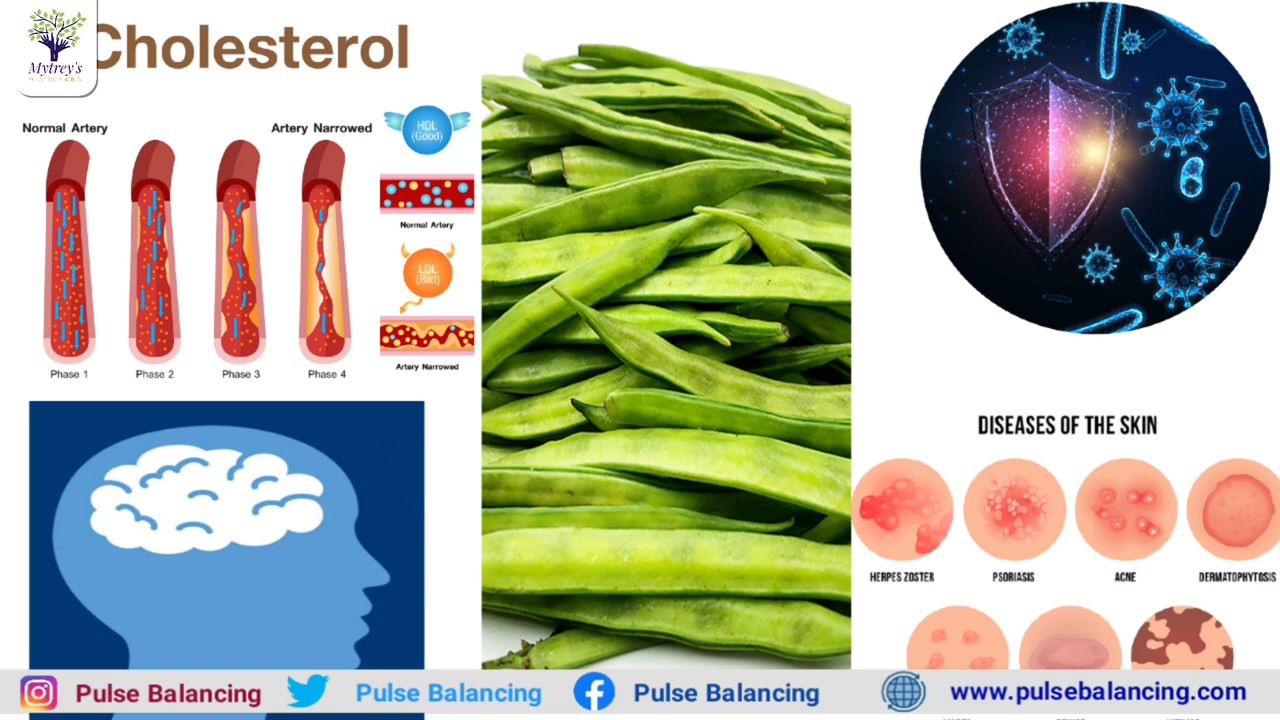 Cholesterol
Mytrey's
PULSE BALANCING
Normal Artery
Artery Narrowed
HDL
(Good)
Normal Artery
LDL
(Bad)
Artery Narrowed
Phase 1
Phase 2
Phase 3
Phase 4
DISEASES OF THE SKIN
HERPES ZOSTER
PSORIASIS
ACNE
DERMATOPHYTOSIS
Pulse Balancing
Pulse Balancing
Pulse Balancing
www.pulsebalancing.com